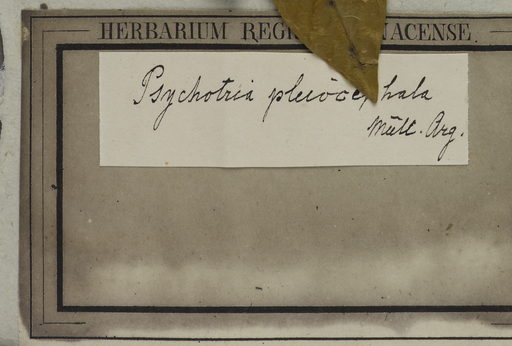 HERBARIUM REGI NACENSE.
Psychotria pleiocephala
Müll. Arg.